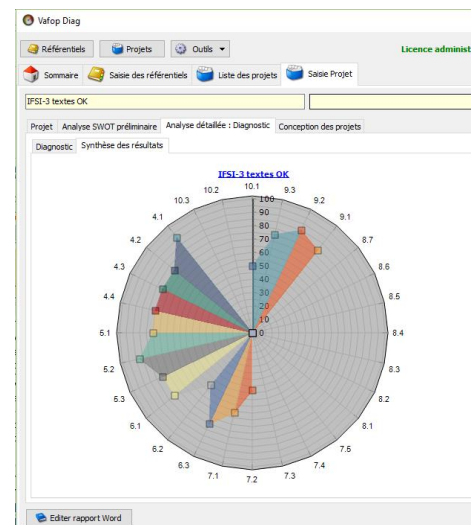 Vafop Diag
Référentiels Projets Outils Licence administ
Sommaire Saisie des référentiels Liste des projets Saisie Projet
IFSI-3 textes OK
Projet Analyse SWOT préliminaire Analyse détaillée : Diagnostic Conception des projets
Diagnostic Synthèse des résultats
IFSI-3 textes OK
10.1
10.2 9.3
10.3 100 9.2
4.1 90 9.1
80
4.2 70 8.7
60
4.3 50 8.6
40
4.4 30 8.5
20
10
6.1 0 8.4
5.2 8.3
6.3 8.2
6.1 8.1
6.2 7.5
6.3 7.4
7.1 7.3
7.2
Editer rapport Word